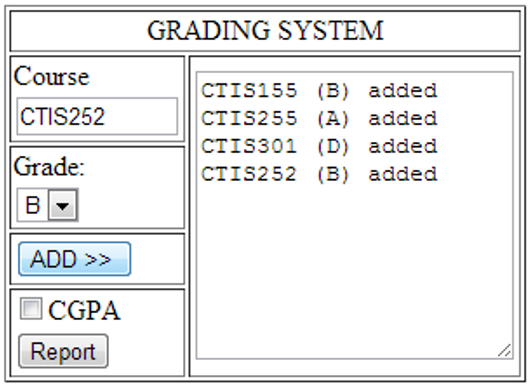 GRADING SYSTEM
Course
CTIS252
Grade:
B
ADD >>
CGPA
Report
CTIS155 (B) added
CTIS255 (A) added
CTIS301 (D) added
CTIS252 (B) added